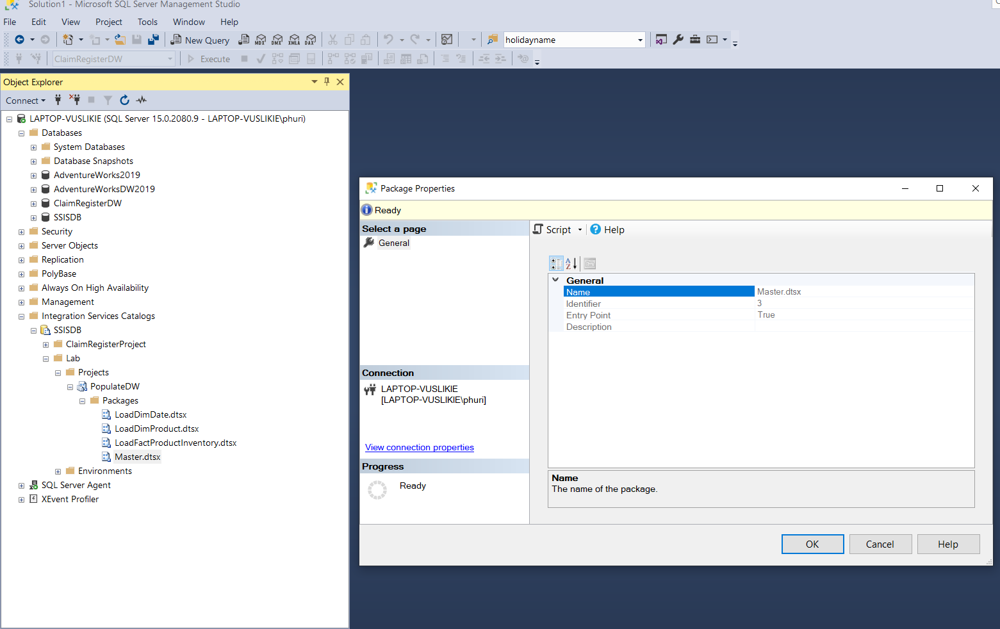 Solution1 - Microsoft SQL Server Management Studio
File Edit View Project Tools Window Help
New Query MDX DMX XMLA DAX holidayname
ClaimRegisterDW Execute
Object Explorer
Connect
LAPTOP-VUSLIKIE (SQL Server 15.0.2080.9 - LAPTOP-VUSLIKIE\phuri)
Databases
System Databases
Database Snapshots
AdventureWorks2019
AdventureWorksDW2019
ClaimRegisterDW
SSISDB
Security
Server Objects
Replication
PolyBase
Always On High Availability
Management
Integration Services Catalogs
SSISDB
ClaimRegisterProject
Lab
Projects
PopulateDW
Packages
LoadDimDate.dtsx
LoadDimProduct.dtsx
LoadFactProductInventory.dtsx
Master.dtsx
Environments
SQL Server Agent
XEvent Profiler
Package Properties
Ready
Select a page
General
Connection
LAPTOP-VUSLIKIE
[LAPTOP-VUSLIKIE\phuri]
View connection properties
Progress
Ready
Script Help
General
Name Master.dtsx
Identifier 3
Entry Point True
Description
Name
The name of the package.
OK Cancel Help